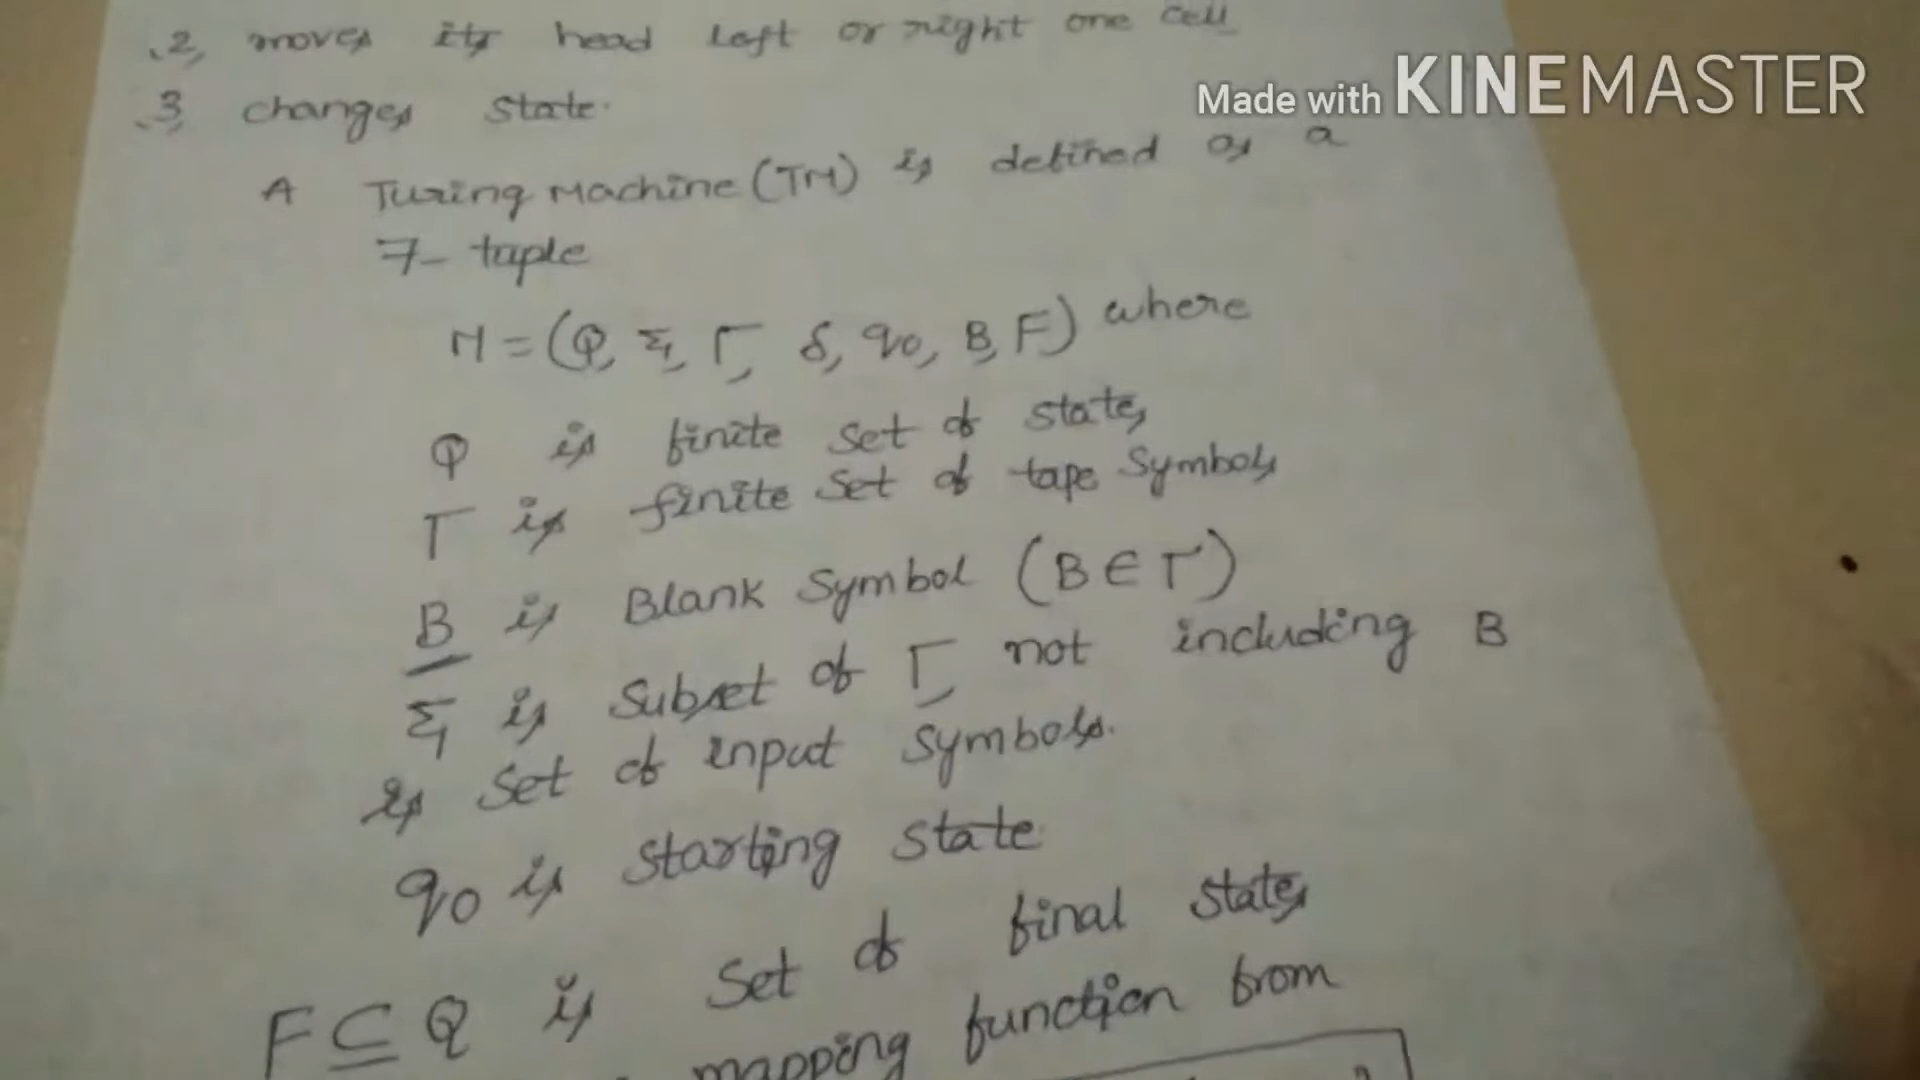 2, moves its head left or right one cell
Made with KINEMASTER
3, changes state.
A Turing Machine (TM) is defined as a
7- tuple
M = (Q, Σ, Γ, δ, q0, B, F) where
Q is finite set of states
Γ is finite set of tape symbols
B is Blank symbol (B ∈ Γ)
Σ is subset of Γ, not including B
is set of input symbols.
q0 is starting state
F ⊆ Q is set of final states
mapping function from